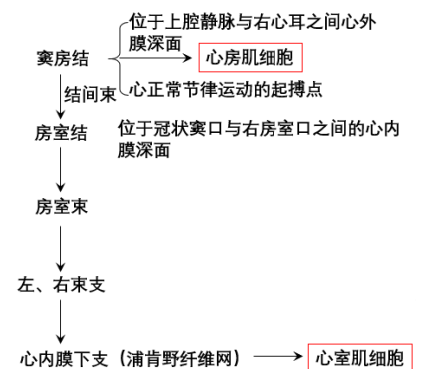 位于上腔静脉与右心耳之间心外
膜深面
窦房结
心房肌细胞
结间束
心正常节律运动的起搏点
房室结
位于冠状窦口与右房室口之间的心内
膜深面
房室束
左、右束支
心内膜下支（浦肯野纤维网）
心室肌细胞